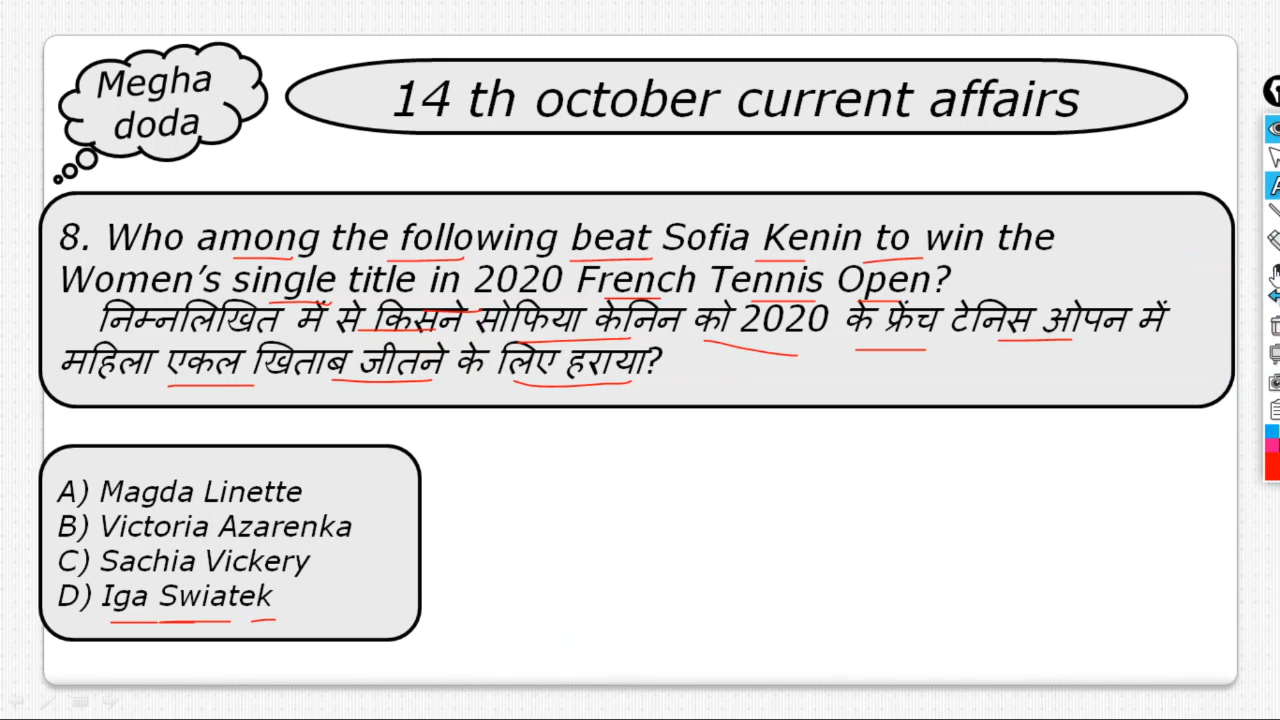 Megha
doda
14 th october current affairs
8. Who among the following beat Sofia Kenin to win the
Women’s single title in 2020 French Tennis Open?
निम्नलिखित में से किसने सोफिया केनिन को 2020 के फ्रेंच टेनिस ओपन में
महिला एकल खिताब जीतने के लिए हराया?
A) Magda Linette
B) Victoria Azarenka
C) Sachia Vickery
D) Iga Swiatek